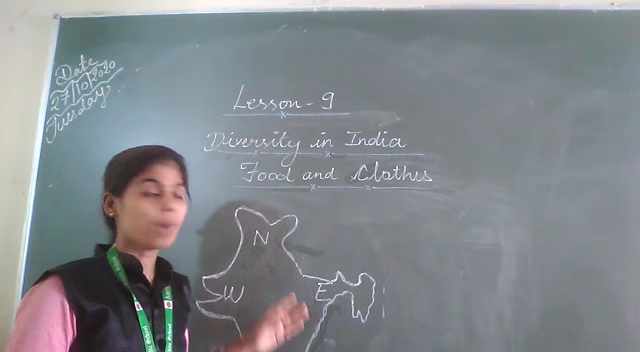 Date
27/10/2020
Tuesday
Lesson - 9
Diversity in India
Food and Clothes
N
W
E